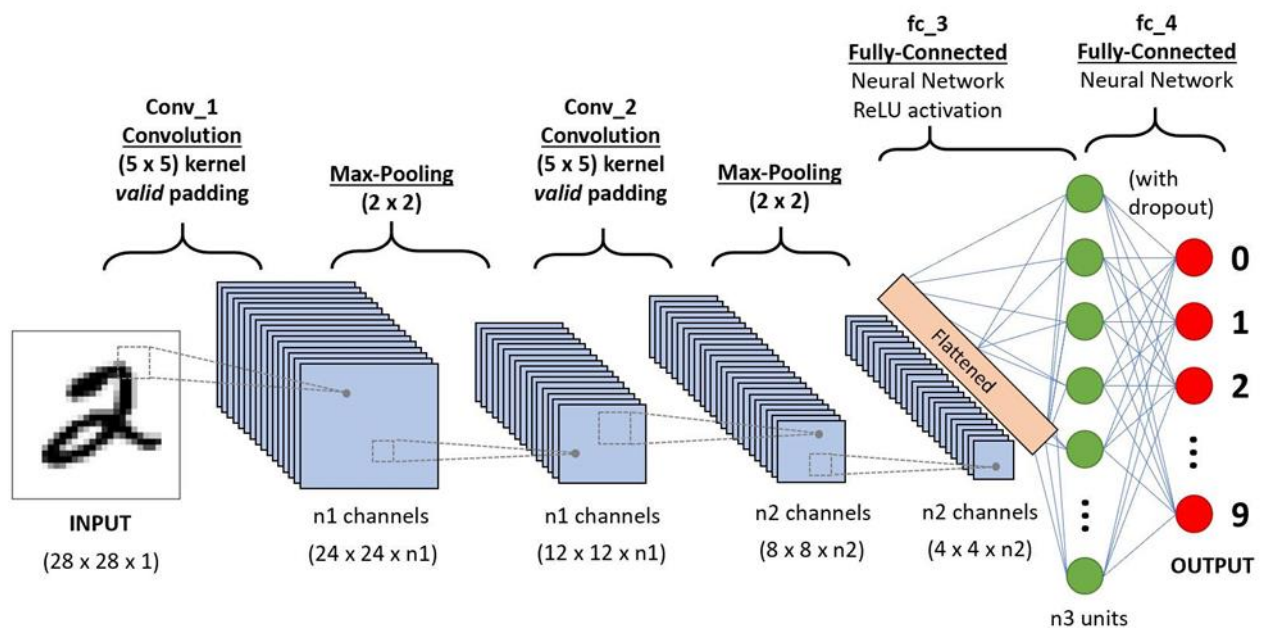 fc_3
Fully-Connected
Neural Network
ReLU activation
fc_4
Fully-Connected
Neural Network
Conv_1
Convolution
(5 x 5) kernel
valid padding
Max-Pooling
(2 x 2)
Conv_2
Convolution
(5 x 5) kernel
valid padding
Max-Pooling
(2 x 2)
(with
dropout)
INPUT
(28 x 28 x 1)
n1 channels
(24 x 24 x n1)
n1 channels
(12 x 12 x n1)
n2 channels
(8 x 8 x n2)
n2 channels
(4 x 4 x n2)
Flattened
n3 units
0
1
2
9
OUTPUT
2